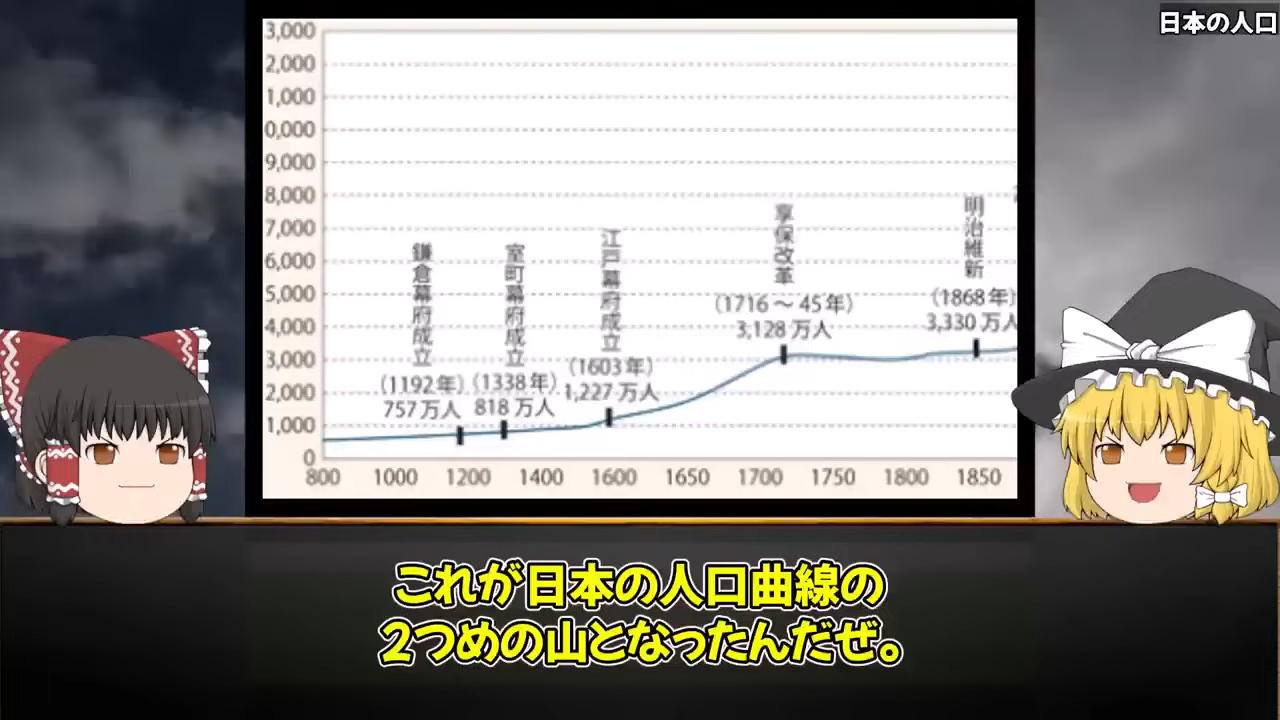 日本の人口
3,000
2,000
1,000
0,000
9,000
8,000
7,000
6,000
5,000
4,000
3,000
2,000
1,000
0
鎌倉幕府成立
(1192年)
757万人
室町幕府成立
(1338年)
818万人
江戸幕府成立
(1603年)
1,227万人
享保改革
(1716〜45年)
3,128万人
明治維新
(1868年)
3,330万人
800 1000 1200 1400 1600 1650 1700 1750 1800 1850
これが日本の人口曲線の
2つめの山となったんだぜ。